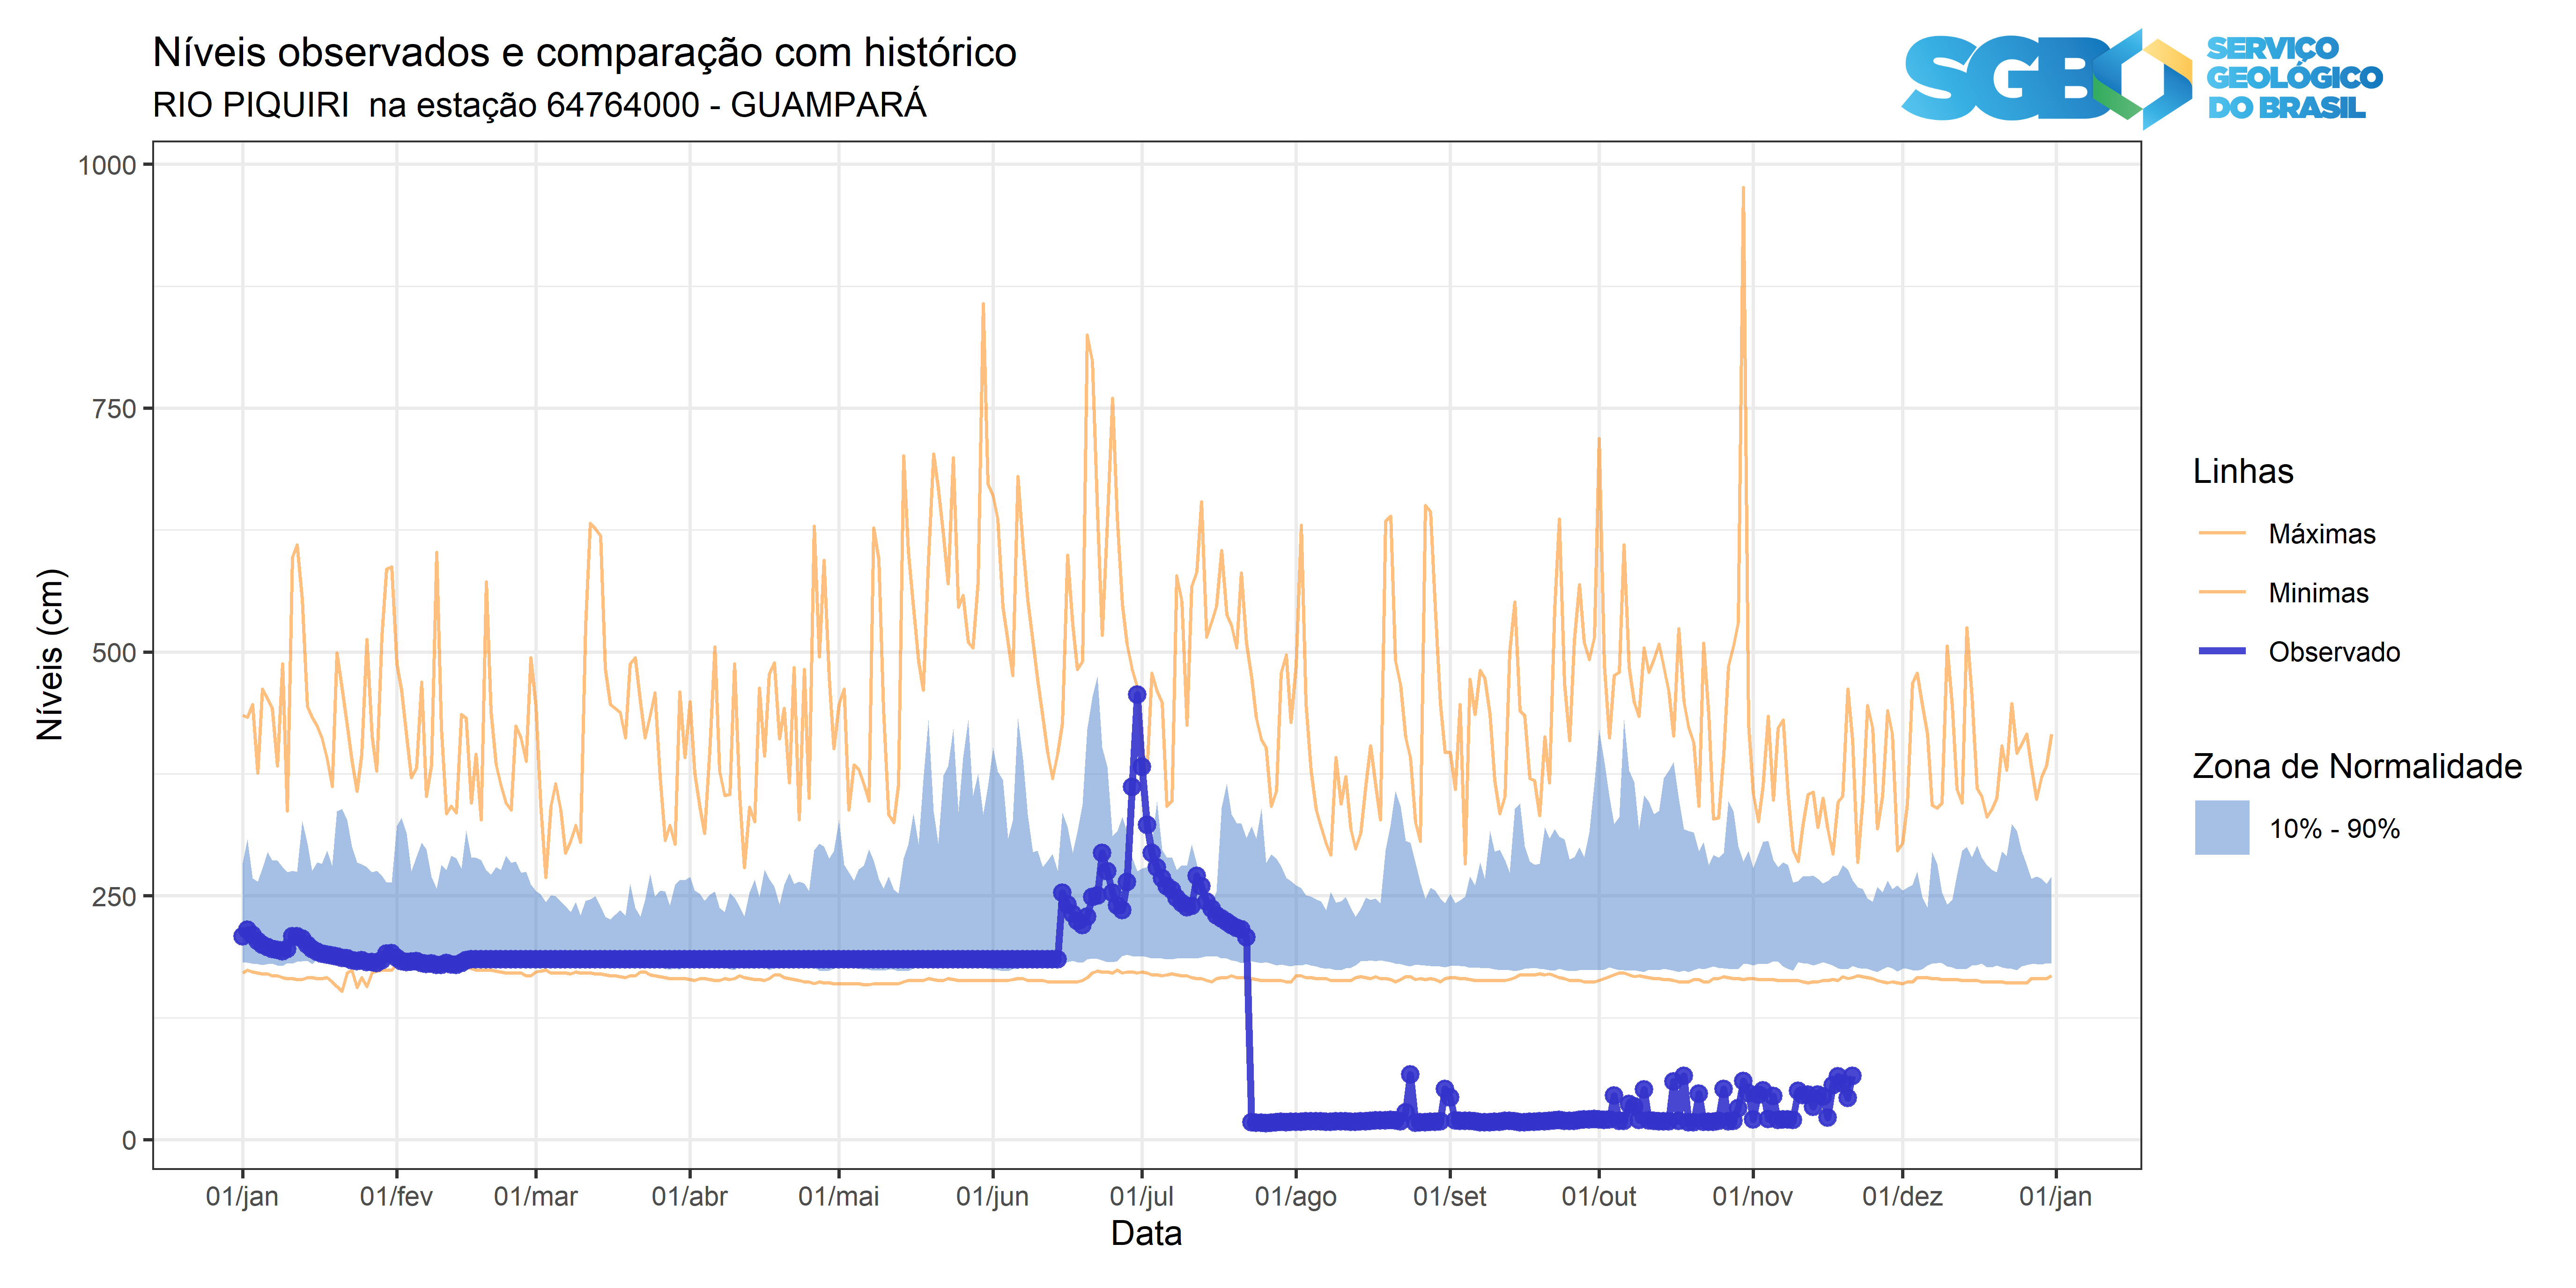 Níveis observados e comparação com histórico
RIO PIQUIRI  na estação 64764000 - GUAMPARÁ
SGB
SERVIÇO
GEOLÓGICO
DO BRASIL
1000
750
500
250
0
Níveis (cm)
01/jan 01/fev 01/mar 01/abr 01/mai 01/jun 01/jul 01/ago 01/set 01/out 01/nov 01/dez 01/jan
Data
Linhas
Máximas
Minimas
Observado
Zona de Normalidade
10% - 90%